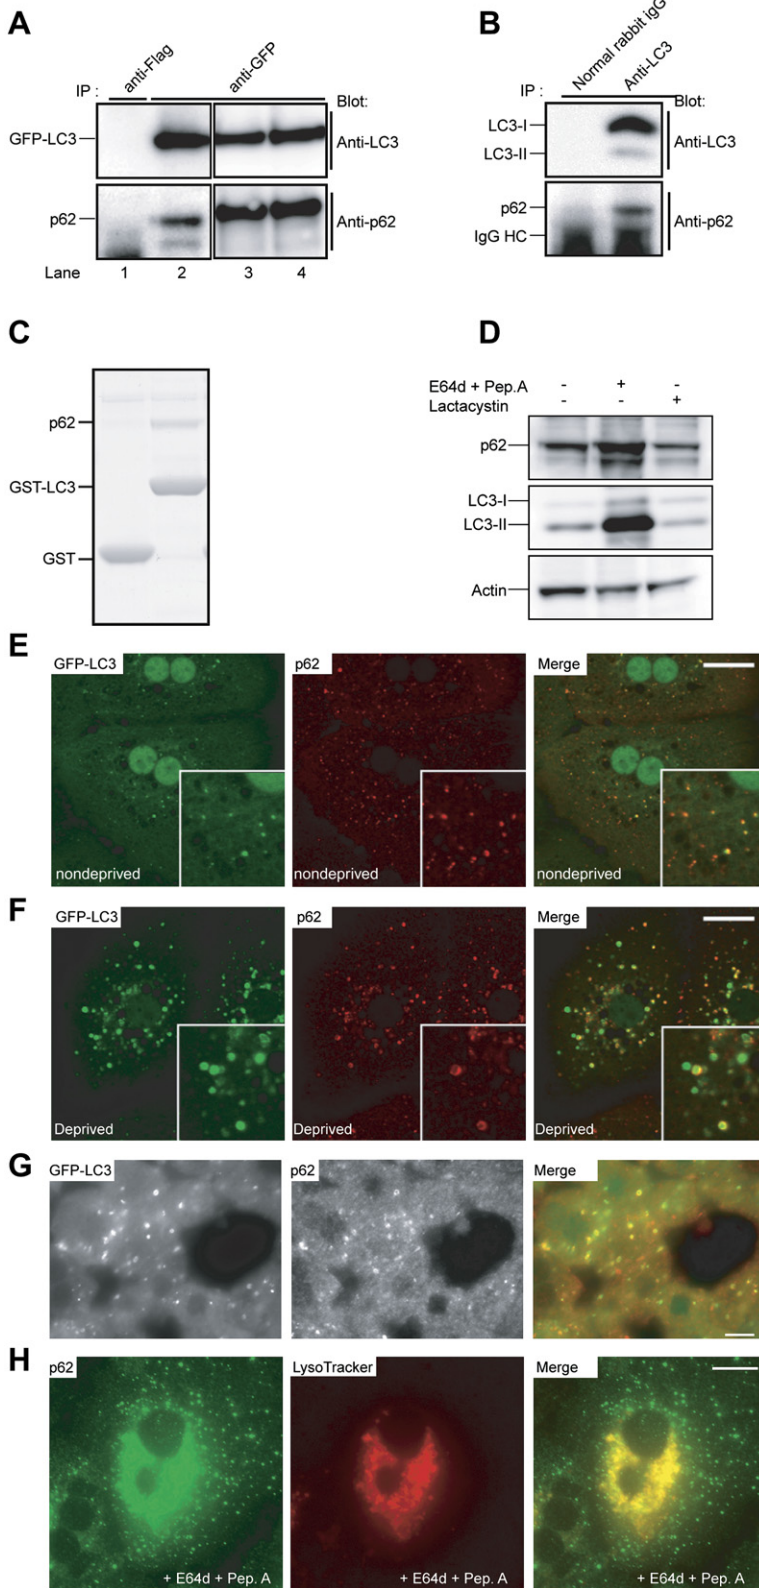 A
anti-Flag
anti-GFP
IP :
Blot:
GFP-LC3
Anti-LC3
p62
Anti-p62
Lane 1 2 3 4
B
Normal rabbit IgG
Anti-LC3
IP :
Blot:
LC3-I
LC3-II
Anti-LC3
p62
IgG HC
Anti-p62
C
p62
GST-LC3
GST
D
E64d + Pep.A - + -
Lactacystin - - +
p62
LC3-I
LC3-II
Actin
E
GFP-LC3 p62 Merge
nondeprived nondeprived nondeprived
F
GFP-LC3 p62 Merge
Deprived Deprived Deprived
G
GFP-LC3 p62 Merge
H
p62 LysoTracker Merge
+ E64d + Pep. A + E64d + Pep. A + E64d + Pep. A